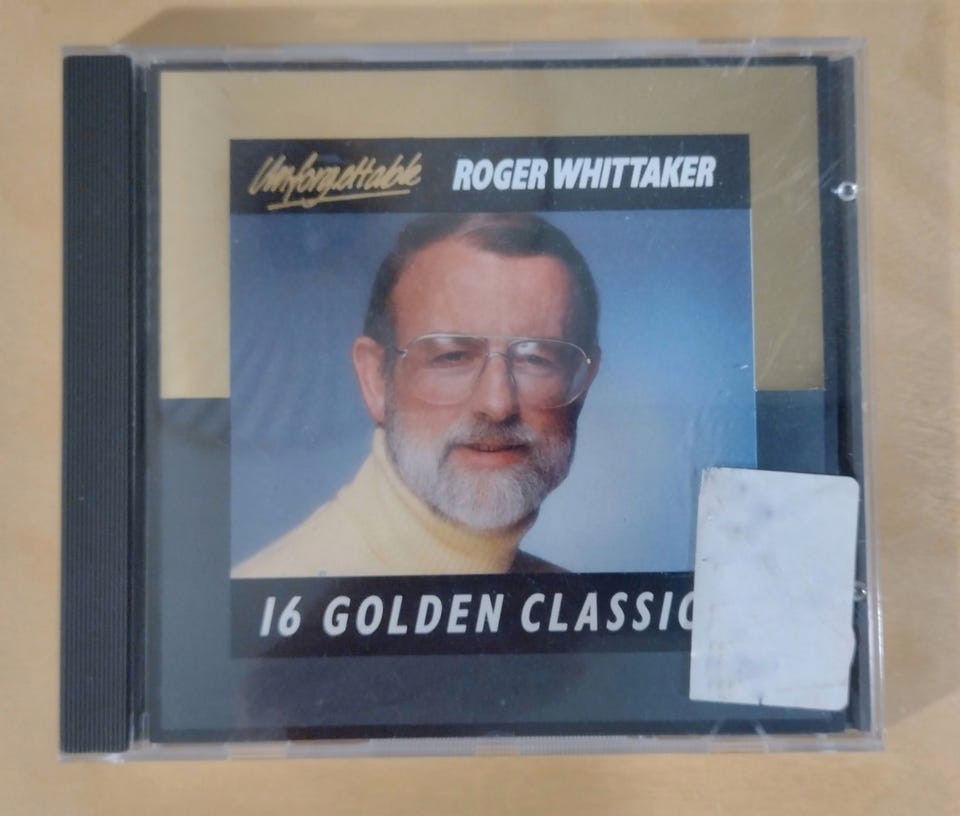 Unforgettable ROGER WHITTAKER
16 GOLDEN CLASSIC